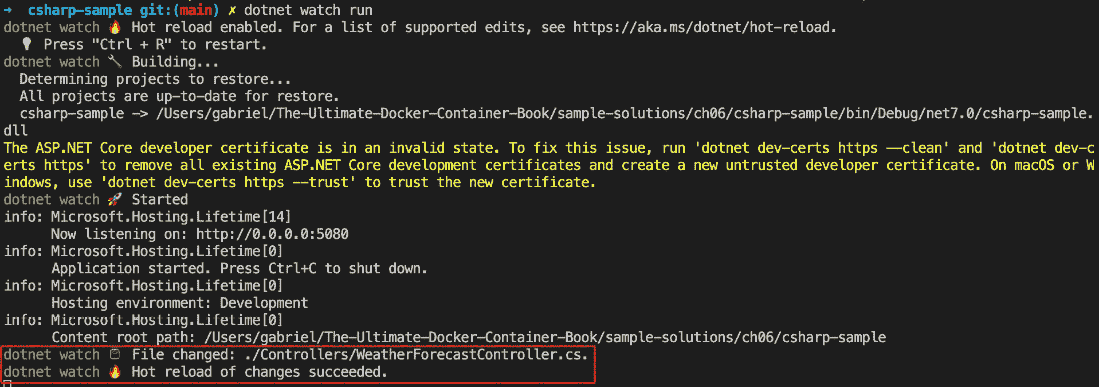 → csharp-sample git:(main) ✗ dotnet watch run
dotnet watch 🔥 Hot reload enabled. For a list of supported edits, see https://aka.ms/dotnet/hot-reload.
💡 Press "Ctrl + R" to restart.
dotnet watch 🔧 Building...
Determining projects to restore...
All projects are up-to-date for restore.
csharp-sample -> /Users/gabriel/The-Ultimate-Docker-Container-Book/sample-solutions/ch06/csharp-sample/bin/Debug/net7.0/csharp-sample.
dll
The ASP.NET Core developer certificate is in an invalid state. To fix this issue, run 'dotnet dev-certs https --clean' and 'dotnet dev-c
erts https' to remove all existing ASP.NET Core development certificates and create a new untrusted developer certificate. On macOS or W
indows, use 'dotnet dev-certs https --trust' to trust the new certificate.
dotnet watch 🚀 Started
info: Microsoft.Hosting.Lifetime[14]
Now listening on: http://0.0.0.0:5080
info: Microsoft.Hosting.Lifetime[0]
Application started. Press Ctrl+C to shut down.
info: Microsoft.Hosting.Lifetime[0]
Hosting environment: Development
info: Microsoft.Hosting.Lifetime[0]
Content root path: /Users/gabriel/The-Ultimate-Docker-Container-Book/sample-solutions/ch06/csharp-sample
dotnet watch ⌚ File changed: ./Controllers/WeatherForecastController.cs.
dotnet watch 🔥 Hot reload of changes succeeded.